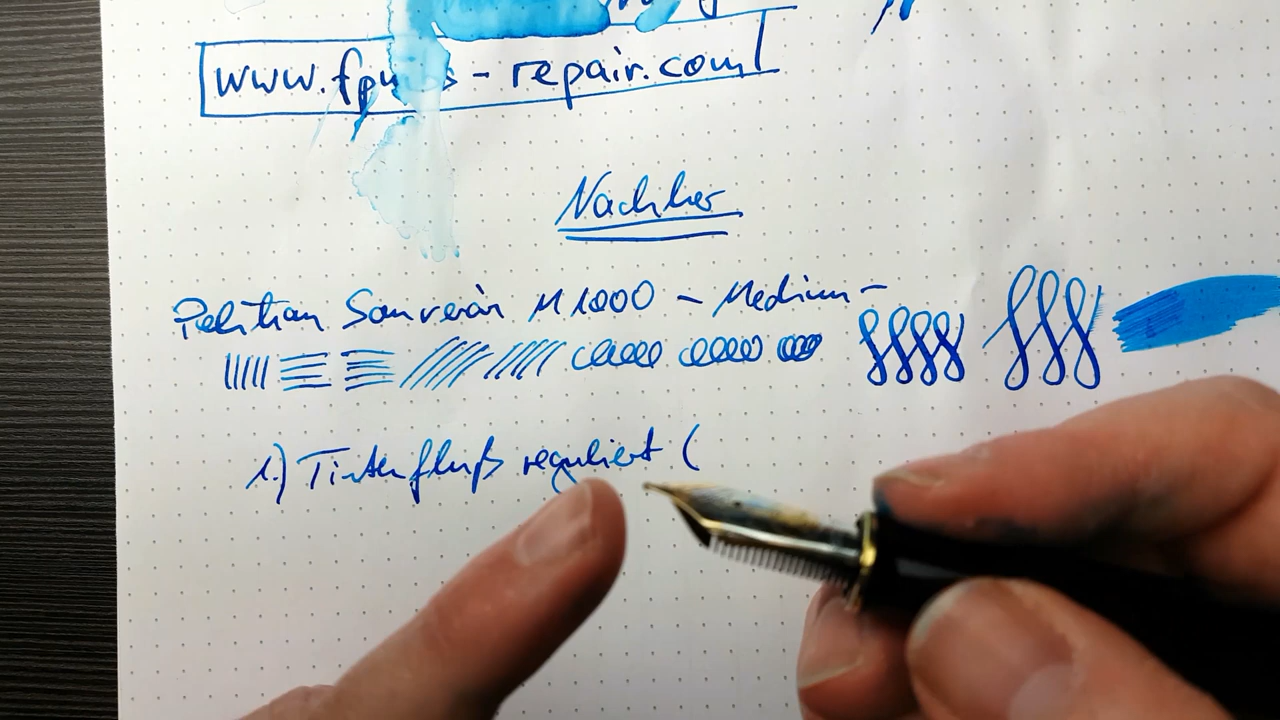 www.fp - repair.com
Nachher
Pelikan Souverän M1000 - Medium -
1.) Tintenfluß reguliert (